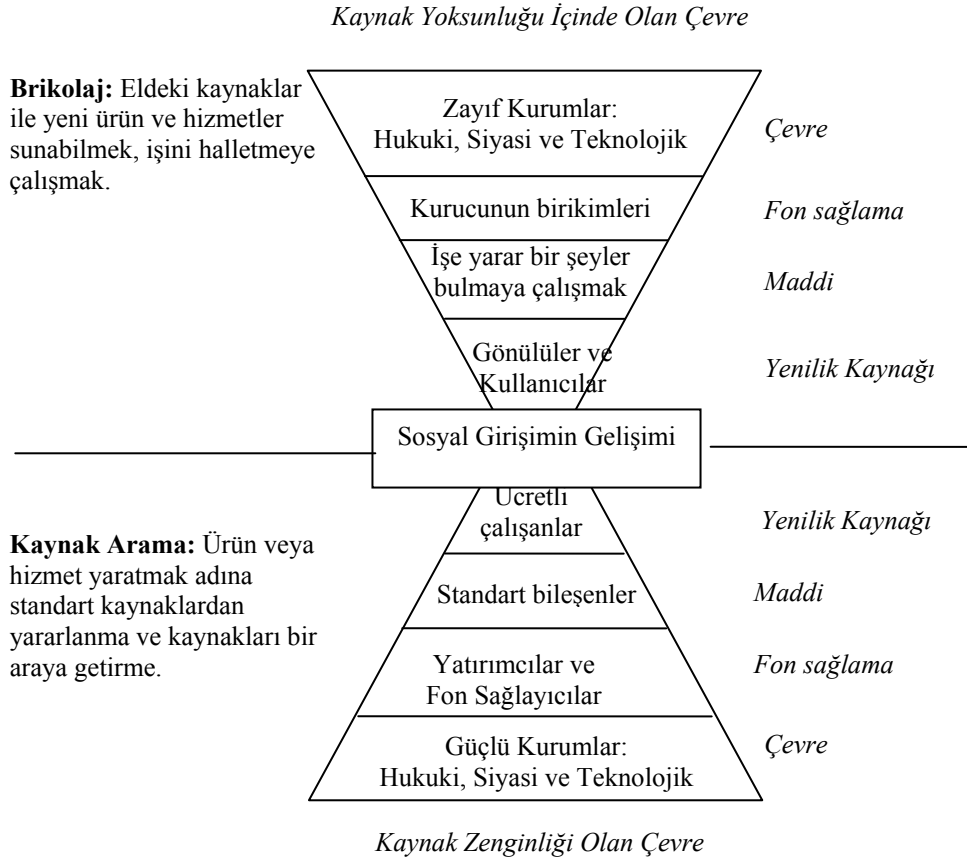 Kaynak Yoksunluğu İçinde Olan Çevre
Brikolaj: Eldeki kaynaklar
ile yeni ürün ve hizmetler
sunabilmek, işini halletmeye
çalışmak.
Zayıf Kurumlar:
Hukuki, Siyasi ve Teknolojik
Çevre
Kurucunun birikimleri
Fon sağlama
İşe yarar bir şeyler
bulmaya çalışmak
Maddi
Gönülüler ve
Kullanıcılar
Yenilik Kaynağı
Sosyal Girişimin Gelişimi
Ücretli
çalışanlar
Yenilik Kaynağı
Kaynak Arama: Ürün veya
hizmet yaratmak adına
standart kaynaklardan
yararlanma ve kaynakları bir
araya getirme.
Standart bileşenler
Maddi
Yatırımcılar ve
Fon Sağlayıcılar
Fon sağlama
Güçlü Kurumlar:
Hukuki, Siyasi ve Teknolojik
Çevre
Kaynak Zenginliği Olan Çevre